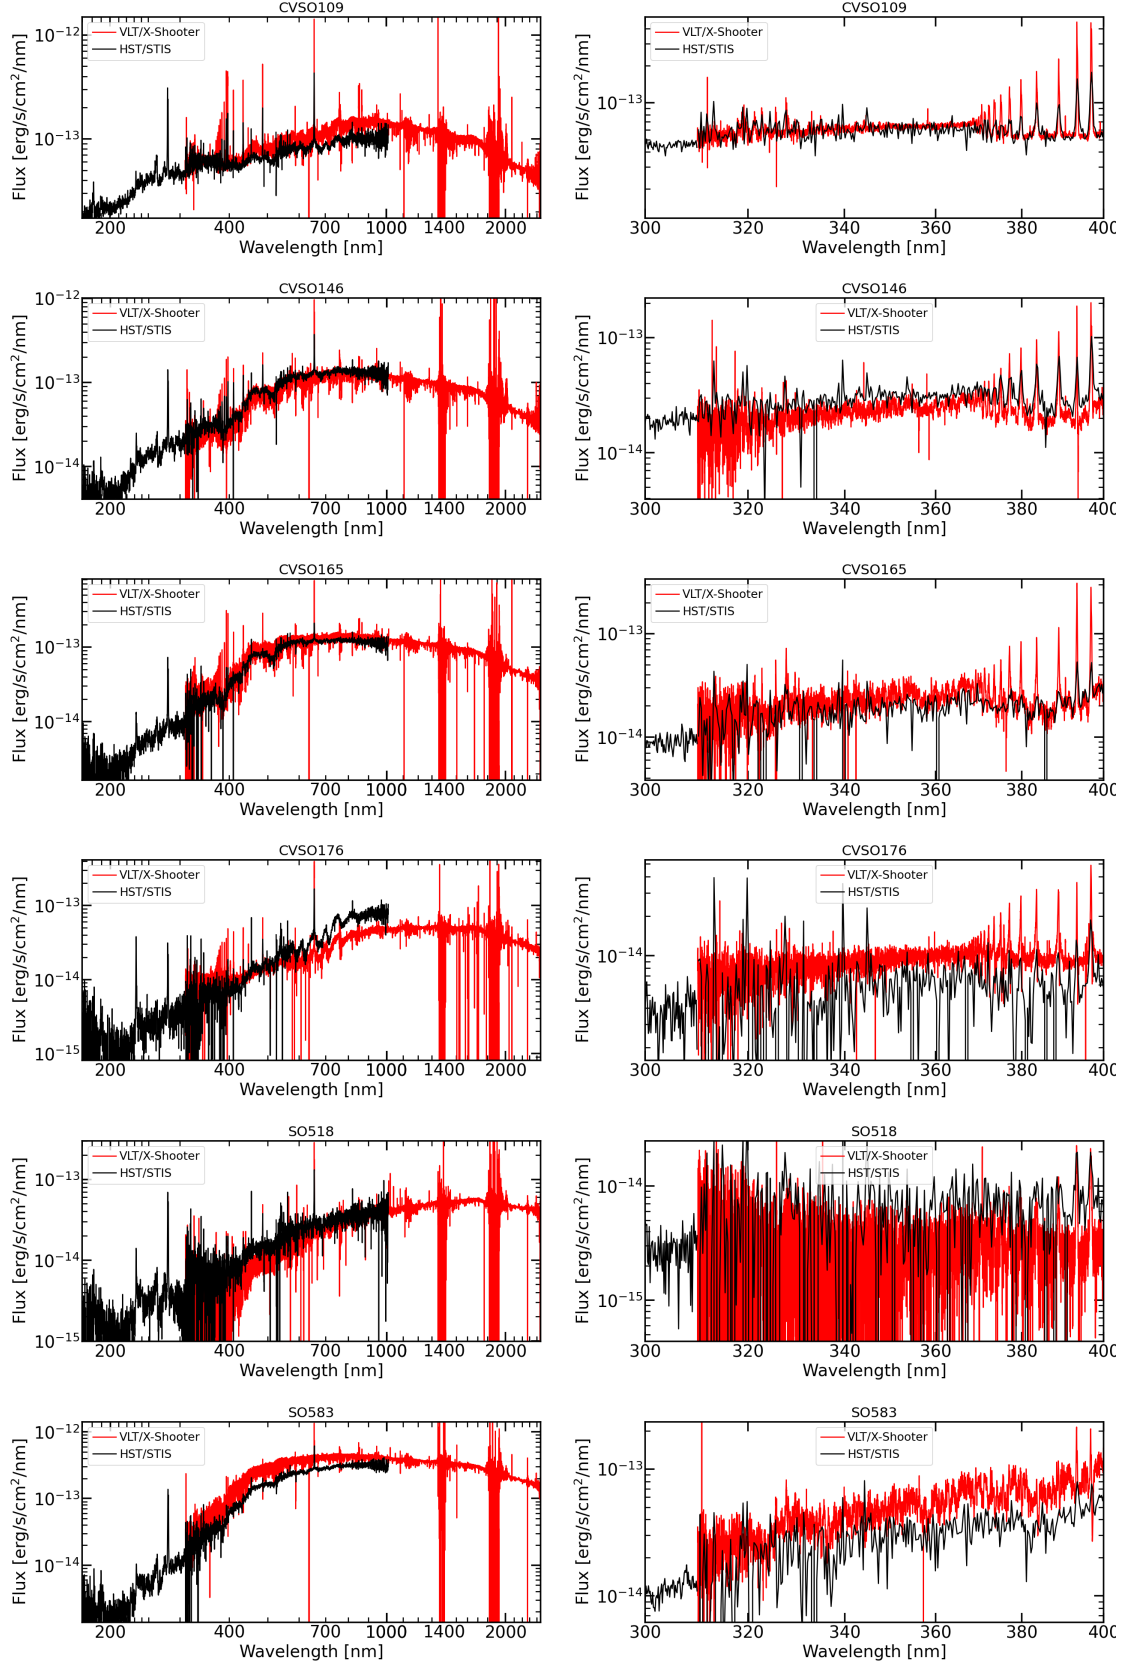 CVSO109
CVSO109
Flux [erg/s/cm²/nm]
10⁻¹²
10⁻¹³
VLT/X-Shooter
HST/STIS
200 400 700 1000 1400 2000
Wavelength [nm]
Flux [erg/s/cm²/nm]
10⁻¹³
VLT/X-Shooter
HST/STIS
300 320 340 360 380 400
Wavelength [nm]
CVSO146
CVSO146
Flux [erg/s/cm²/nm]
10⁻¹²
10⁻¹³
10⁻¹⁴
VLT/X-Shooter
HST/STIS
200 400 700 1000 1400 2000
Wavelength [nm]
Flux [erg/s/cm²/nm]
10⁻¹³
10⁻¹⁴
VLT/X-Shooter
HST/STIS
300 320 340 360 380 400
Wavelength [nm]
CVSO165
CVSO165
Flux [erg/s/cm²/nm]
10⁻¹³
10⁻¹⁴
VLT/X-Shooter
HST/STIS
200 400 700 1000 1400 2000
Wavelength [nm]
Flux [erg/s/cm²/nm]
10⁻¹³
10⁻¹⁴
VLT/X-Shooter
HST/STIS
300 320 340 360 380 400
Wavelength [nm]
CVSO176
CVSO176
Flux [erg/s/cm²/nm]
10⁻¹³
10⁻¹⁴
10⁻¹⁵
VLT/X-Shooter
HST/STIS
200 400 700 1000 1400 2000
Wavelength [nm]
Flux [erg/s/cm²/nm]
10⁻¹⁴
VLT/X-Shooter
HST/STIS
300 320 340 360 380 400
Wavelength [nm]
SO518
SO518
Flux [erg/s/cm²/nm]
10⁻¹³
10⁻¹⁴
10⁻¹⁵
VLT/X-Shooter
HST/STIS
200 400 700 1000 1400 2000
Wavelength [nm]
Flux [erg/s/cm²/nm]
10⁻¹⁴
10⁻¹⁵
VLT/X-Shooter
HST/STIS
300 320 340 360 380 400
Wavelength [nm]
SO583
SO583
Flux [erg/s/cm²/nm]
10⁻¹²
10⁻¹³
10⁻¹⁴
VLT/X-Shooter
HST/STIS
200 400 700 1000 1400 2000
Wavelength [nm]
Flux [erg/s/cm²/nm]
10⁻¹³
10⁻¹⁴
VLT/X-Shooter
HST/STIS
300 320 340 360 380 400
Wavelength [nm]